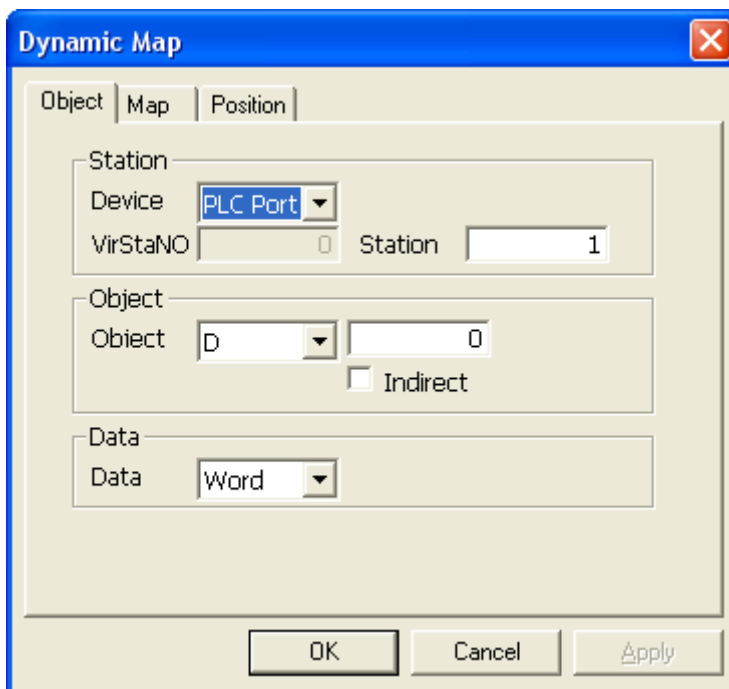 Dynamic Map
Object Map Position
Station
Device PLC Port
VirStaNO 0 Station 1
Object
Obiect D 0
Indirect
Data
Data Word
OK Cancel Apply